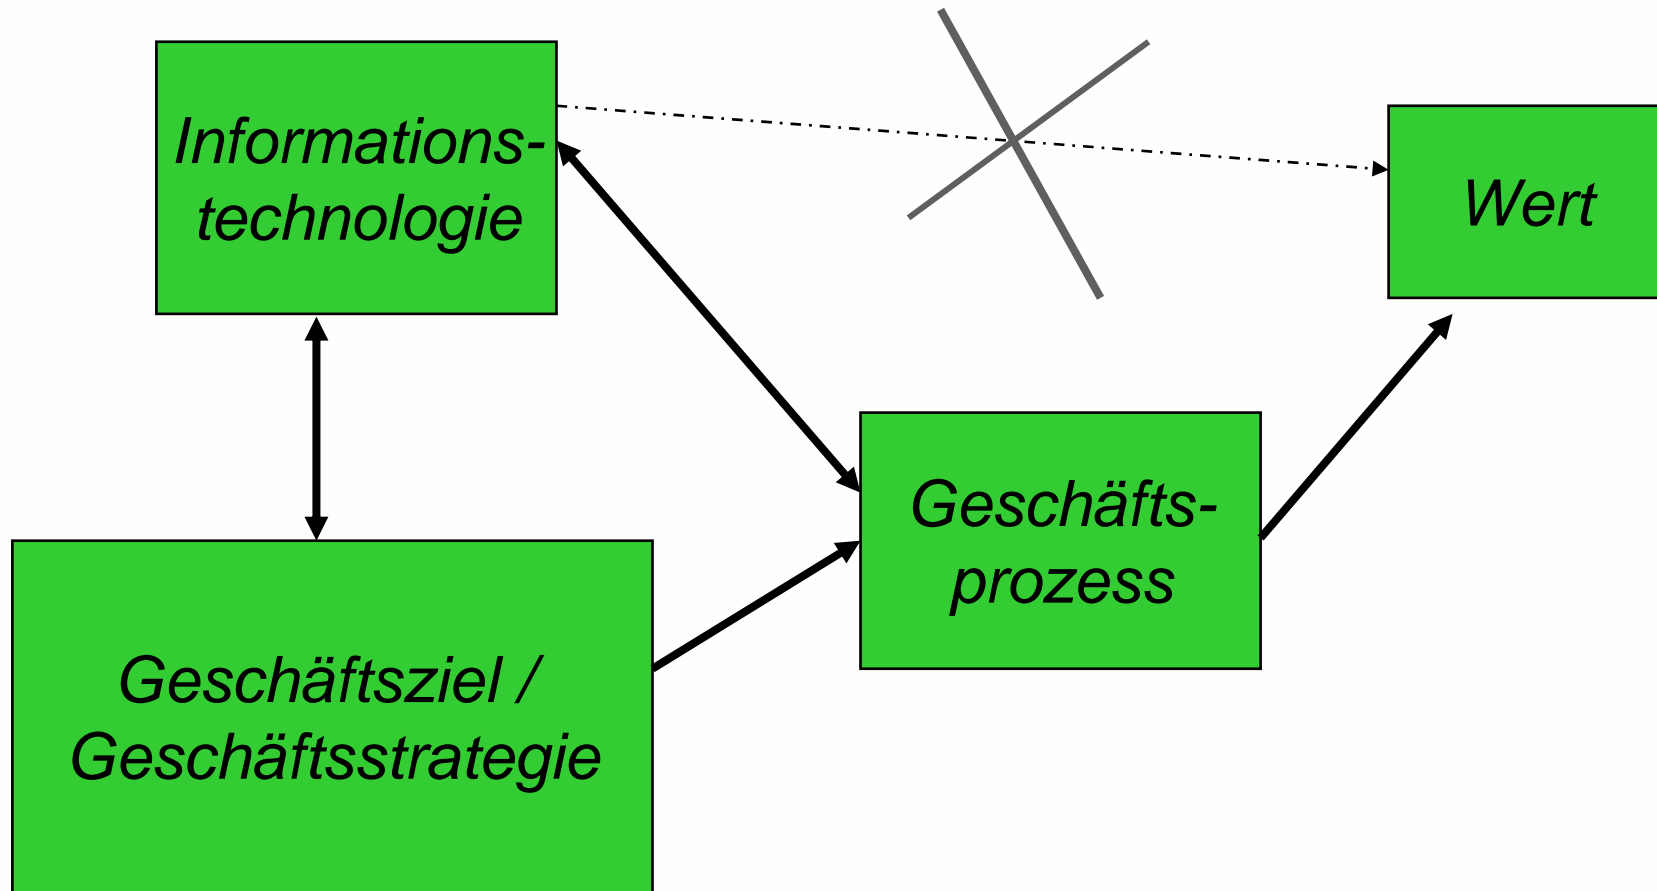 Informations-
technologie
Wert
Geschäfts-
prozess
Geschäftsziel /
Geschäftsstrategie